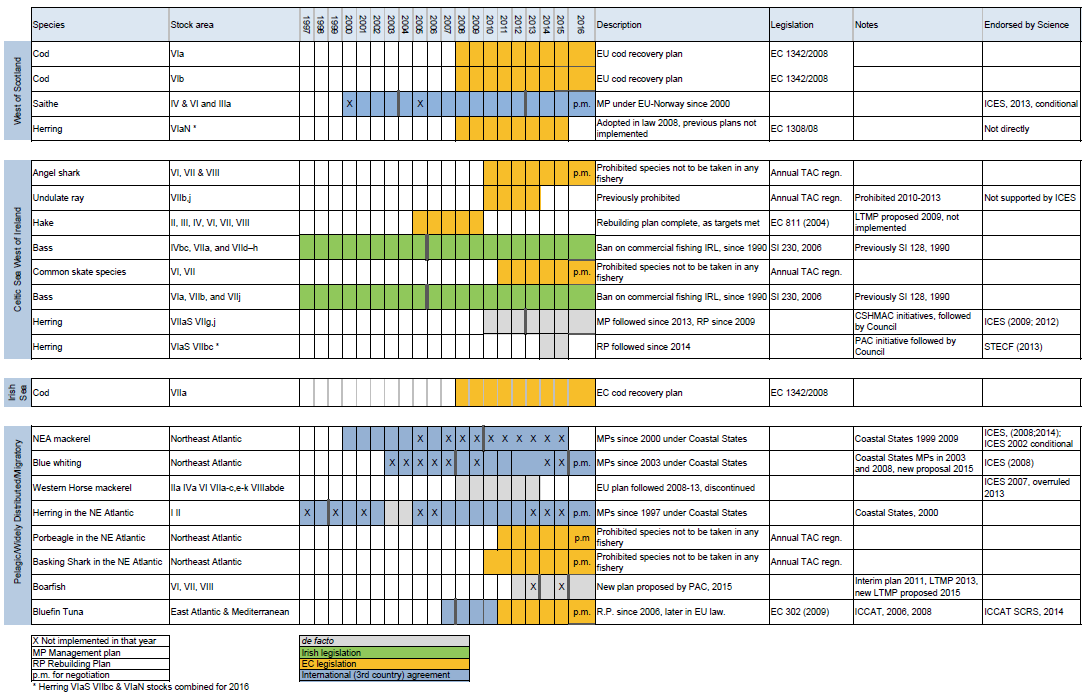 Species Stock area 1997 1998 1999 2000 2001 2002 2003 2004 2005 2006 2007 2008 2009 2010 2011 2012 2013 2014 2015 2016 Description Legislation Notes Endorsed by Science
West of Scotland
Cod VIa EU cod recovery plan EC 1342/2008
Cod VIb EU cod recovery plan EC 1342/2008
Saithe IV & VI and IIIa X X p.m. MP under EU-Norway since 2000 ICES, 2013, conditional
Herring VIaN * Adopted in law 2008, previous plans not
implemented EC 1308/08 Not directly
Celtic Sea West of Ireland
Angel shark VI, VII & VIII p.m. Prohibited species not to be taken in any
fishery Annual TAC regn.
Undulate ray VIIb,j Previously prohibited Annual TAC regn. Prohibited 2010-2013 Not supported by ICES
Hake II, III, IV, VI, VII, VIII Rebuilding plan complete, as targets met EC 811 (2004) LTMP proposed 2009, not
implemented
Bass IVbc, VIIa, and VIId–h Ban on commercial fishing IRL, since 1990 SI 230, 2006 Previously SI 128, 1990
Common skate species VI, VII p.m. Prohibited species not to be taken in any
fishery Annual TAC regn.
Bass VIa, VIIb, and VIIj Ban on commercial fishing IRL, since 1990 SI 230, 2006 Previously SI 128, 1990
Herring VIIaS VIIg,j MP followed since 2013, RP since 2009 CSHMAC initiatives, followed
by Council ICES (2009; 2012)
Herring VIaS VIIbc * RP followed since 2014 PAC initiative followed by
Council STECF (2013)
Irish
Sea
Cod VIIa EC cod recovery plan EC 1342/2008
Pelagic/Widely Distributed/Migratory
NEA mackerel Northeast Atlantic X X X X X X X X X X MPs since 2000 under Coastal States Coastal States 1999 2009 ICES, (2008;2014);
ICES 2002 conditional
Blue whiting Northeast Atlantic X X X X X X X X p.m. MPs since 2003 under Coastal States Coastal States MPs in 2003
and 2008, new proposal 2015 ICES (2008)
Western Horse mackerel IIa IVa VI VIIa-c,e-k VIIIabde EU plan followed 2008-13, discontinued ICES 2007, overruled
2013
Herring in the NE Atlantic I II X X X X X X X X p.m. MPs since 1997 under Coastal States Coastal States, 2000
Porbeagle in the NE Atlantic Northeast Atlantic p.m Prohibited species not to be taken in any
fishery Annual TAC regn.
Basking Shark in the NE Atlantic Northeast Atlantic p.m. Prohibited species not to be taken in any
fishery Annual TAC regn.
Boarfish VI, VII, VIII X X New plan proposed by PAC, 2015 Interim plan 2011, LTMP 2013,
new LTMP proposed 2015
Bluefin Tuna East Atlantic & Mediterranean p.m. R.P. since 2006, later in EU law. EC 302 (2009) ICCAT, 2006, 2008 ICCAT SCRS, 2014
X Not implemented in that year de facto
MP Management plan Irish legislation
RP Rebuilding Plan EC legislation
p.m. for negotiation International (3rd country) agreement
* Herring VIaS VIIbc & VIaN stocks combined for 2016